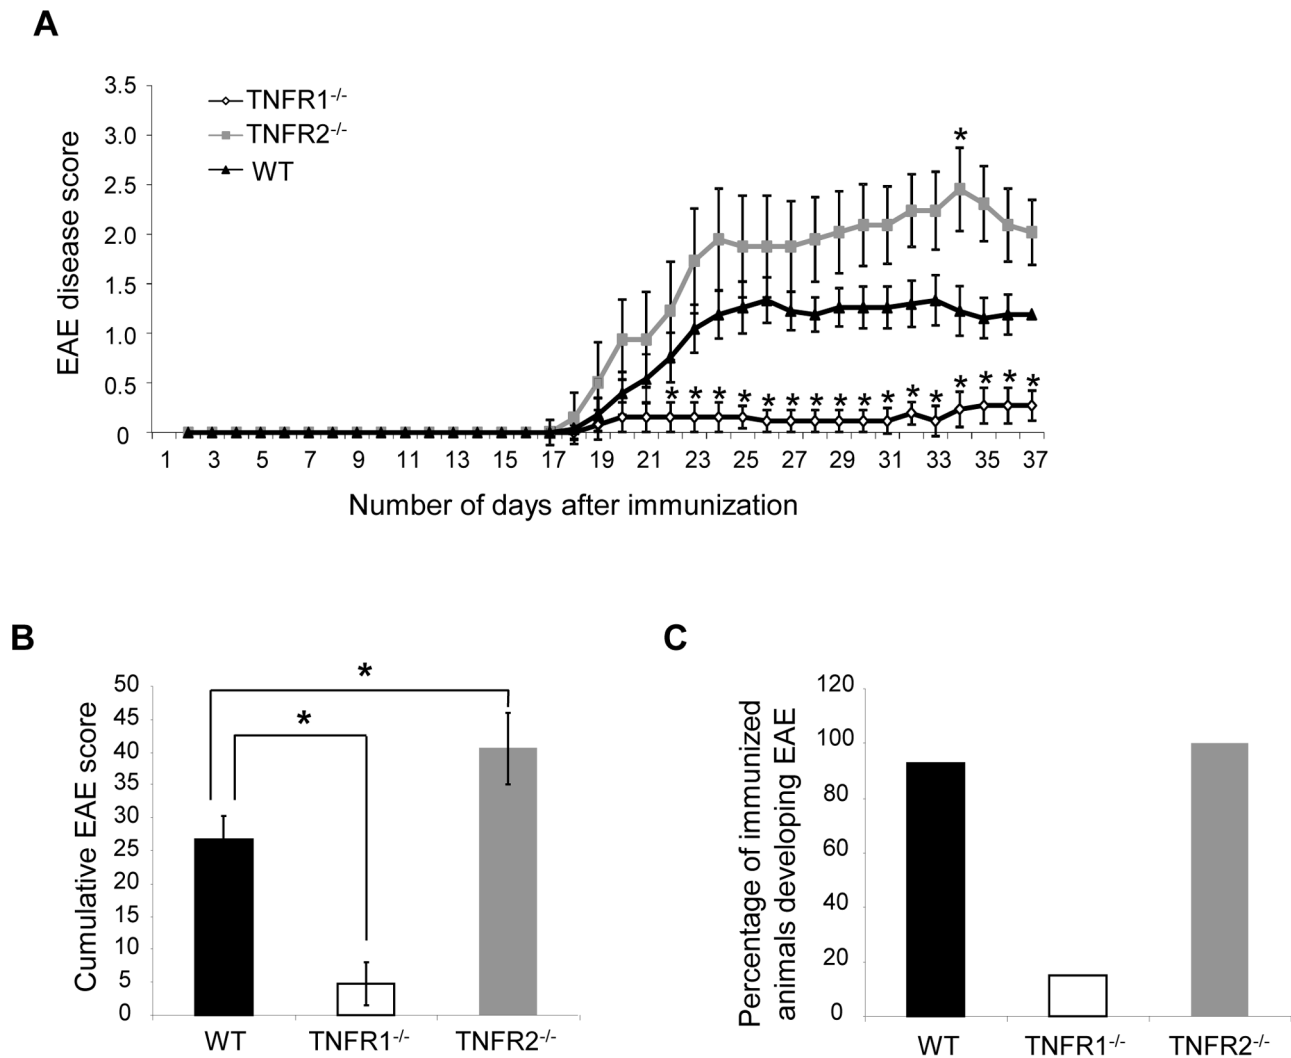 A
3.5
3.0
2.5
2.0
1.5
1.0
0.5
0
EAE disease score
TNFR1-/-
TNFR2-/-
WT
*
* * * * * * * * * * * * * * * *
1 3 5 7 9 11 13 15 17 19 21 23 25 27 29 31 33 35 37
Number of days after immunization
B
50
45
40
35
30
25
20
15
10
5
0
Cumulative EAE score
*
*
WT TNFR1-/- TNFR2-/-
C
120
100
80
60
40
20
0
Percentage of immunized
animals developing EAE
WT TNFR1-/- TNFR2-/-